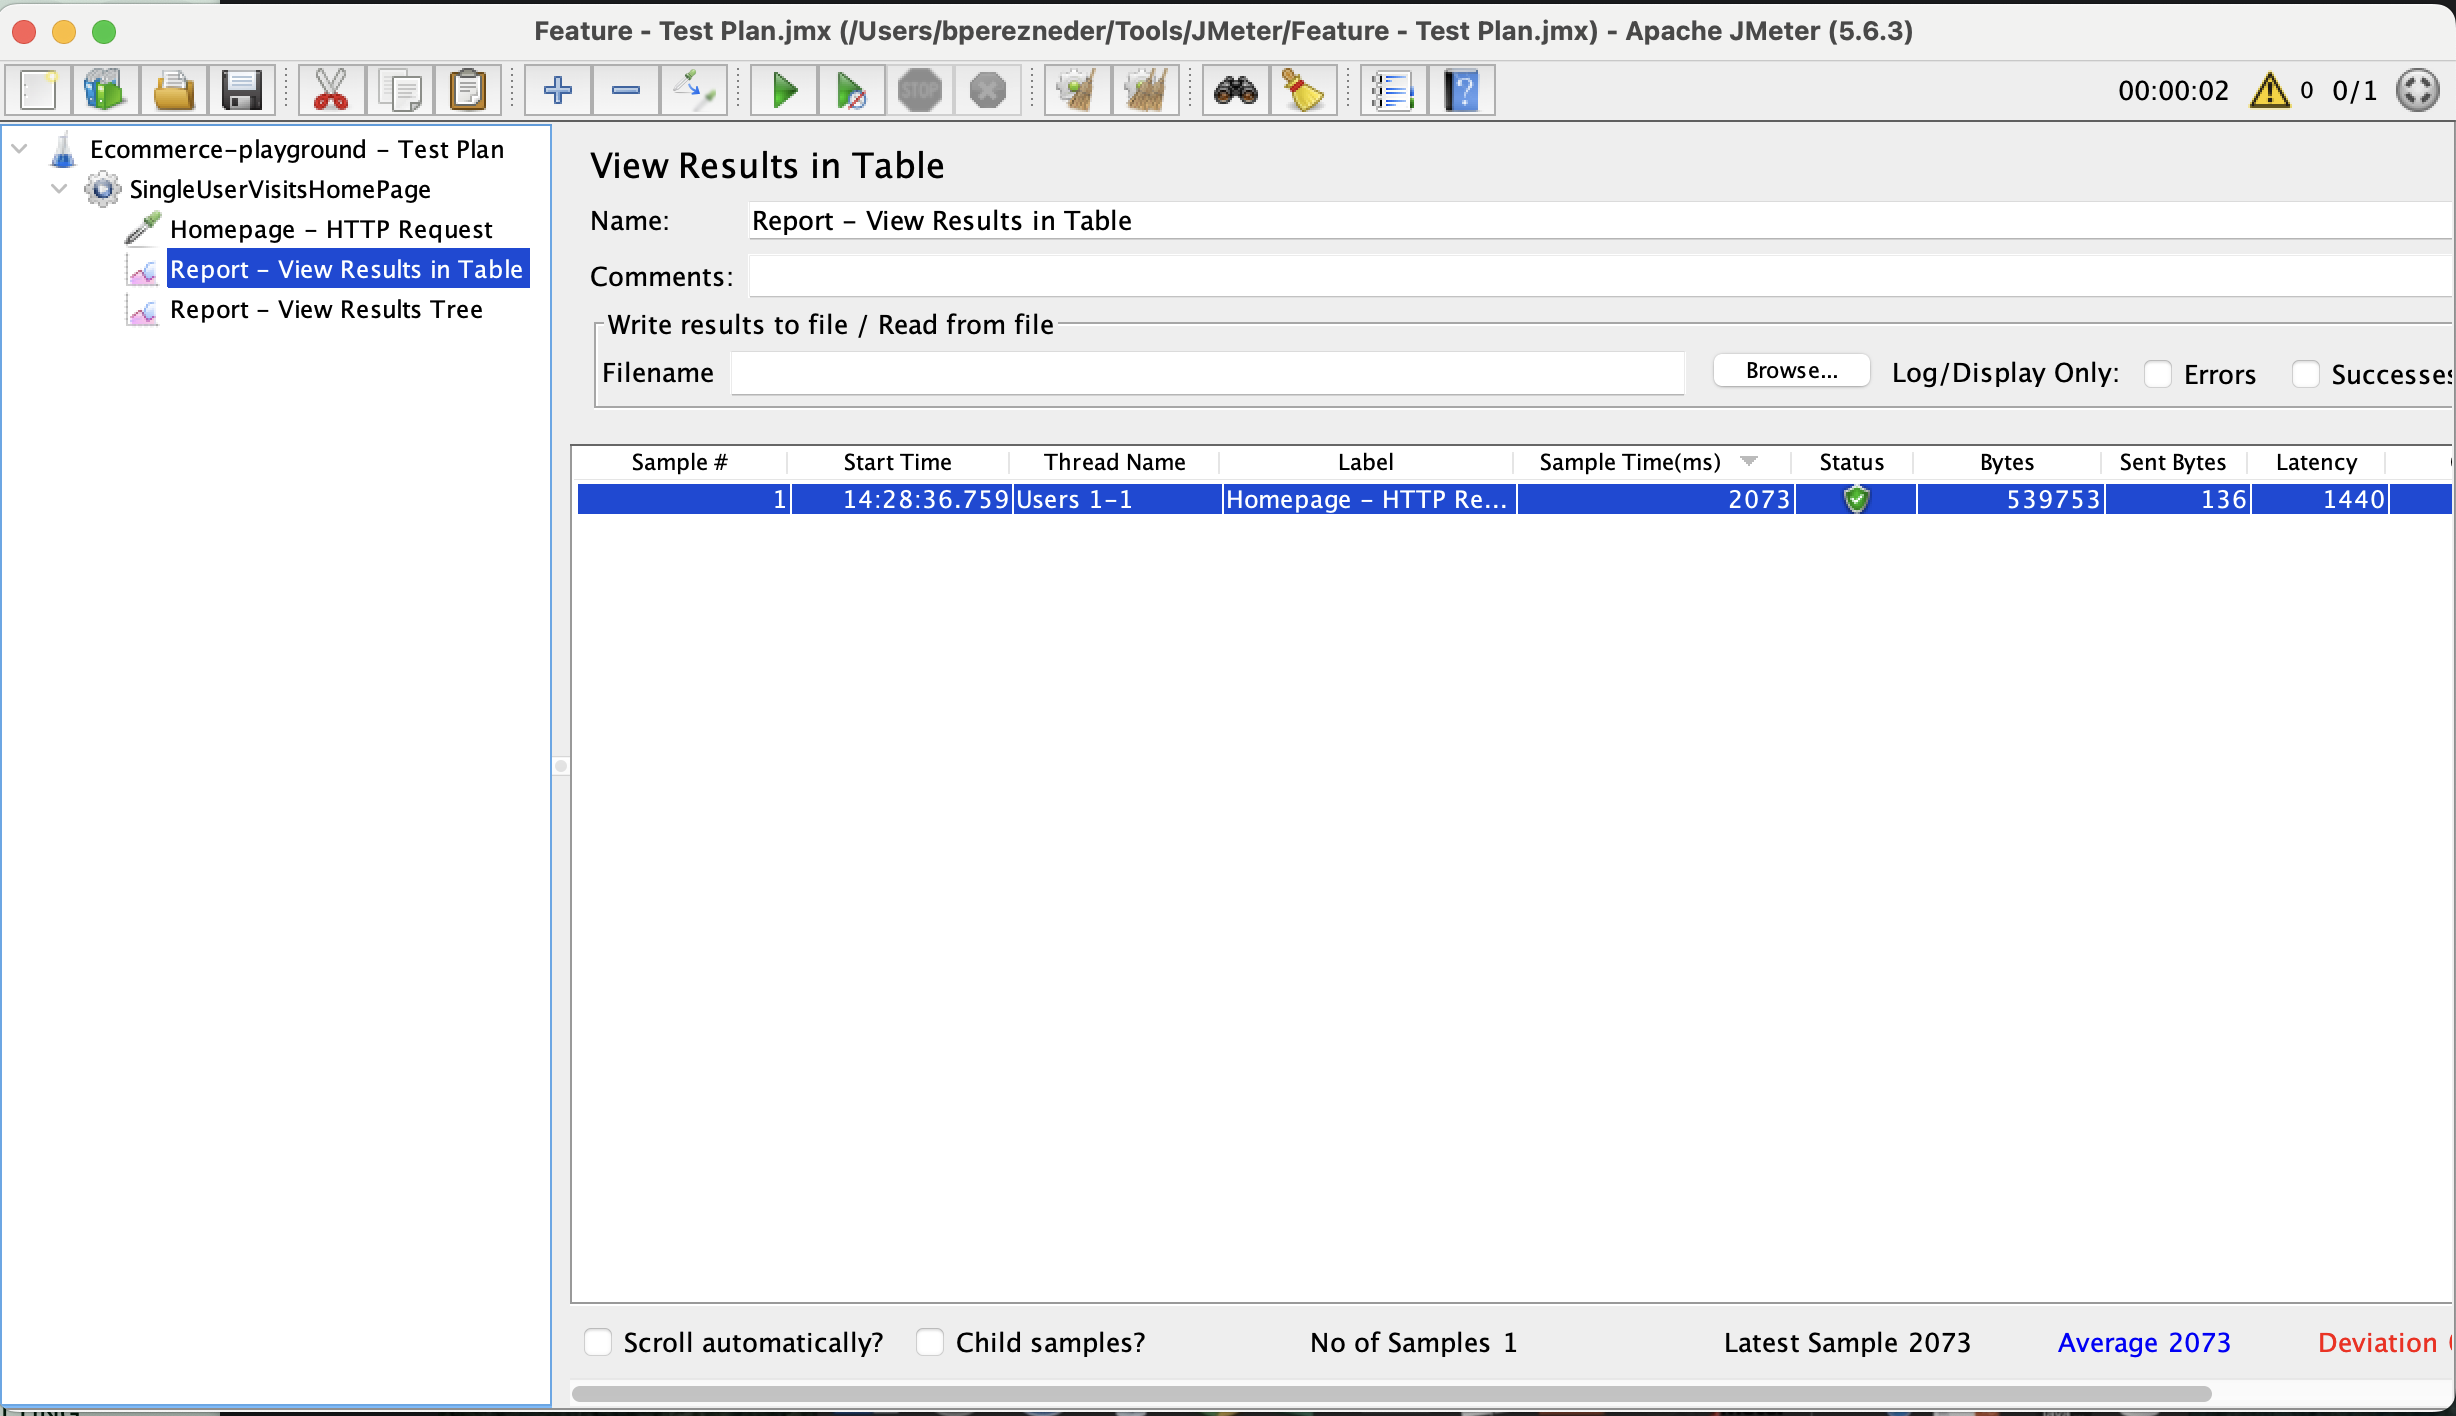 Feature - Test Plan.jmx (/Users/bperezneder/Tools/JMeter/Feature - Test Plan.jmx) - Apache JMeter (5.6.3)
STOP
00:00:02 0 0/1
Ecommerce-playground - Test Plan
SingleUserVisitsHomePage
Homepage - HTTP Request
Report - View Results in Table
Report - View Results Tree
View Results in Table
Name: Report - View Results in Table
Comments:
Write results to file / Read from file
Filename Browse... Log/Display Only: Errors Successes
Sample # Start Time Thread Name Label Sample Time(ms) Status Bytes Sent Bytes Latency
1 14:28:36.759 Users 1-1 Homepage - HTTP Re... 2073 539753 136 1440
Scroll automatically? Child samples? No of Samples 1 Latest Sample 2073 Average 2073 Deviation